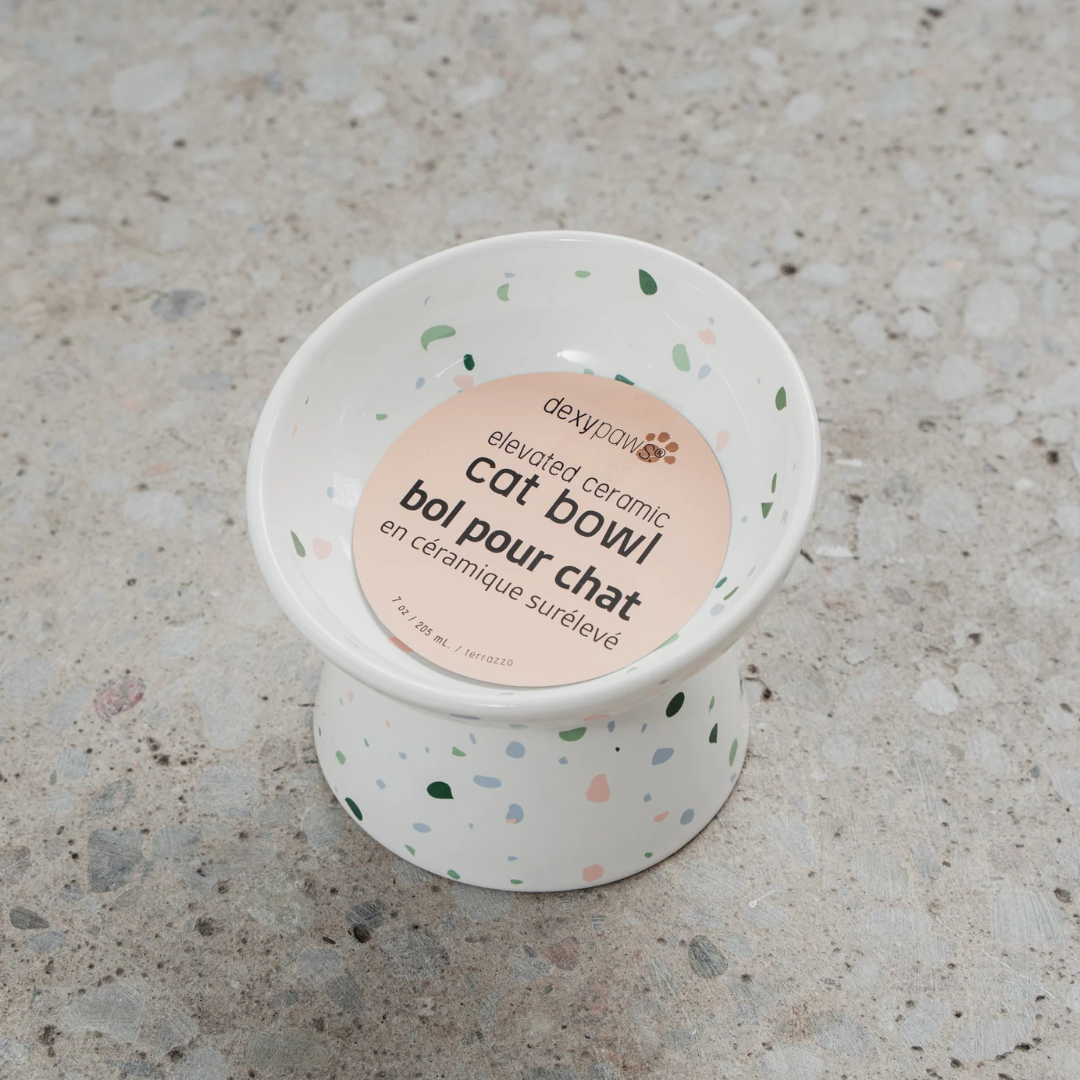 dexypaws®
elevated ceramic
cat bowl
bol pour chat
en céramique surélevé
7 oz / 205 mL. / terrazzo